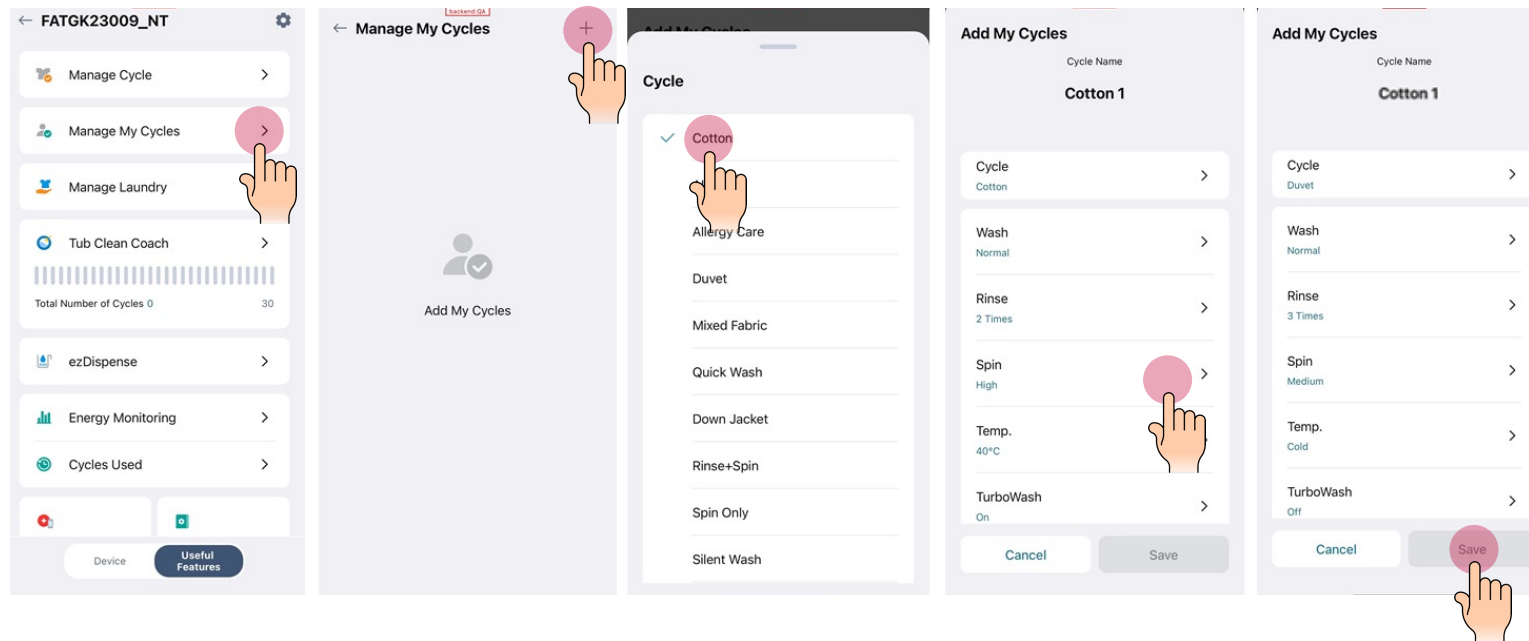 FATGK23009_NT
Manage Cycle
Manage My Cycles
Manage Laundry
Tub Clean Coach
Total Number of Cycles 0
30
ezDispense
Energy Monitoring
Cycles Used
Device
Useful
Features
backend:QA
Manage My Cycles
Add My Cycles
Add My Cycles
Cycle
Cotton
Allergy Care
Duvet
Mixed Fabric
Quick Wash
Down Jacket
Rinse+Spin
Spin Only
Silent Wash
Add My Cycles
Cycle Name
Cotton 1
Cycle
Cotton
Wash
Normal
Rinse
2 Times
Spin
High
Temp.
40°C
TurboWash
On
Cancel
Save
Add My Cycles
Cycle Name
Cotton 1
Cycle
Duvet
Wash
Normal
Rinse
3 Times
Spin
Medium
Temp.
Cold
TurboWash
Off
Cancel
Save